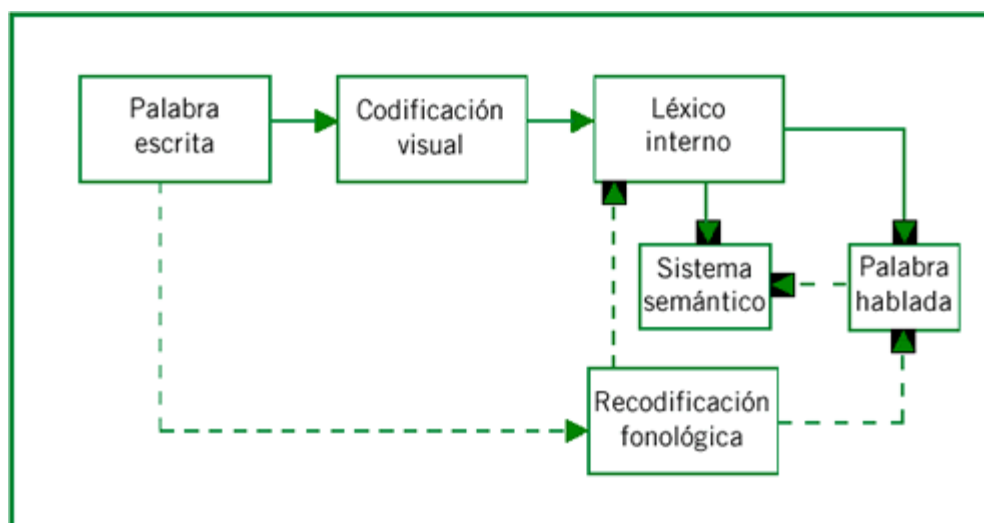 Palabra
escrita
Codificación
visual
Léxico
interno
Sistema
semántico
Palabra
hablada
Recodificación
fonológica